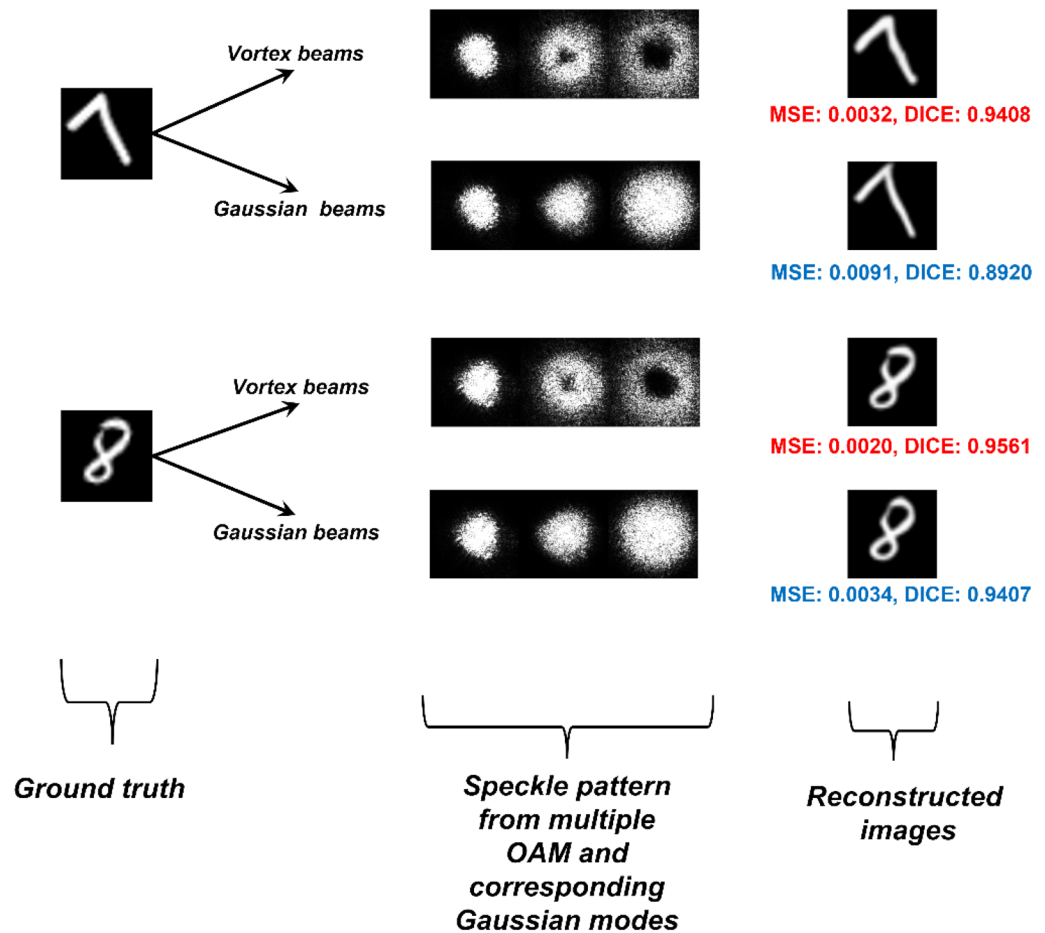 Vortex beams
MSE: 0.0032, DICE: 0.9408
Gaussian  beams
MSE: 0.0091, DICE: 0.8920
Vortex beams
MSE: 0.0020, DICE: 0.9561
Gaussian beams
MSE: 0.0034, DICE: 0.9407
Ground truth
Speckle pattern
from multiple
OAM and
corresponding
Gaussian modes
Reconstructed
images
7
8